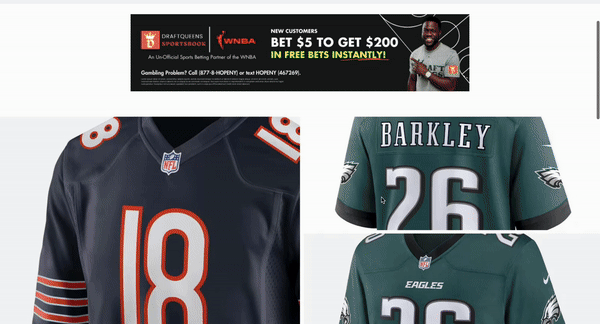 DRAFTQUEENS
SPORTSBOOK
WNBA
An Un-Official Sports Betting Partner of the WNBA
NEW CUSTOMERS
BET $5 TO GET $200
IN FREE BETS INSTANTLY!
Gambling Problem? Call (877-8-HOPENY) or text HOPENY (467269).
18
18
NFL
18
BARKLEY
26
NFL
EAGLES
26